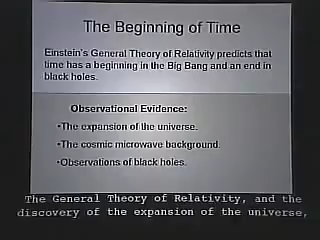 The Beginning of Time
Einstein's General Theory of Relativity predicts that
time has a beginning in the Big Bang and an end in
black holes.
Observational Evidence:
•The expansion of the universe.
•The cosmic microwave background.
•Observations of black holes.
The General Theory of Relativity, and the
discovery of the expansion of the universe,